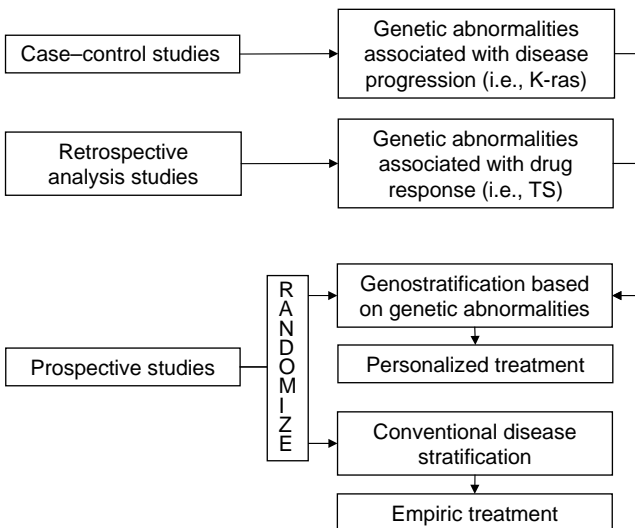 Case–control studies
Genetic abnormalities
associated with disease
progression (i.e., K-ras)
Retrospective
analysis studies
Genetic abnormalities
associated with drug
response (i.e., TS)
Prospective studies
RANDOMIZE
Genostratification based
on genetic abnormalities
Personalized treatment
Conventional disease
stratification
Empiric treatment